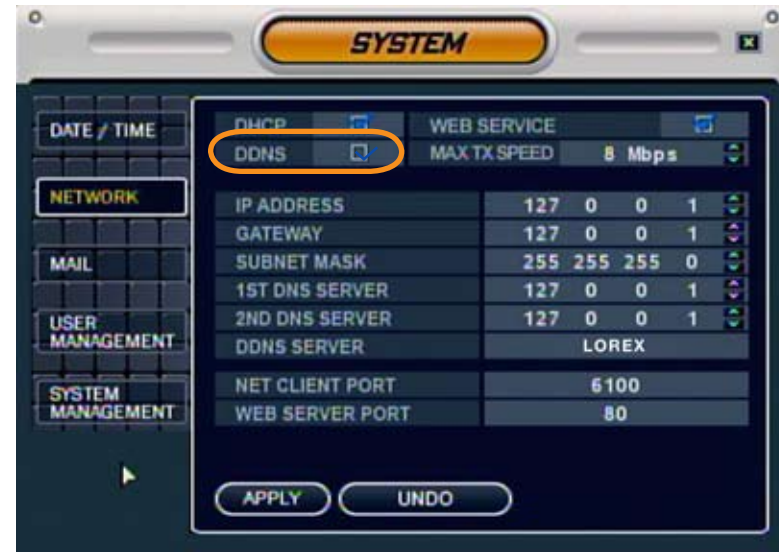 SYSTEM
DATE / TIME
NETWORK
MAIL
USER
MANAGEMENT
SYSTEM
MANAGEMENT
DHCP WEB SERVICE
DDNS MAX TX SPEED 8 Mbps
IP ADDRESS 127 0 0 1
GATEWAY 127 0 0 1
SUBNET MASK 255 255 255 0
1ST DNS SERVER 127 0 0 1
2ND DNS SERVER 127 0 0 1
DDNS SERVER LOREX
NET CLIENT PORT 6100
WEB SERVER PORT 80
APPLY UNDO